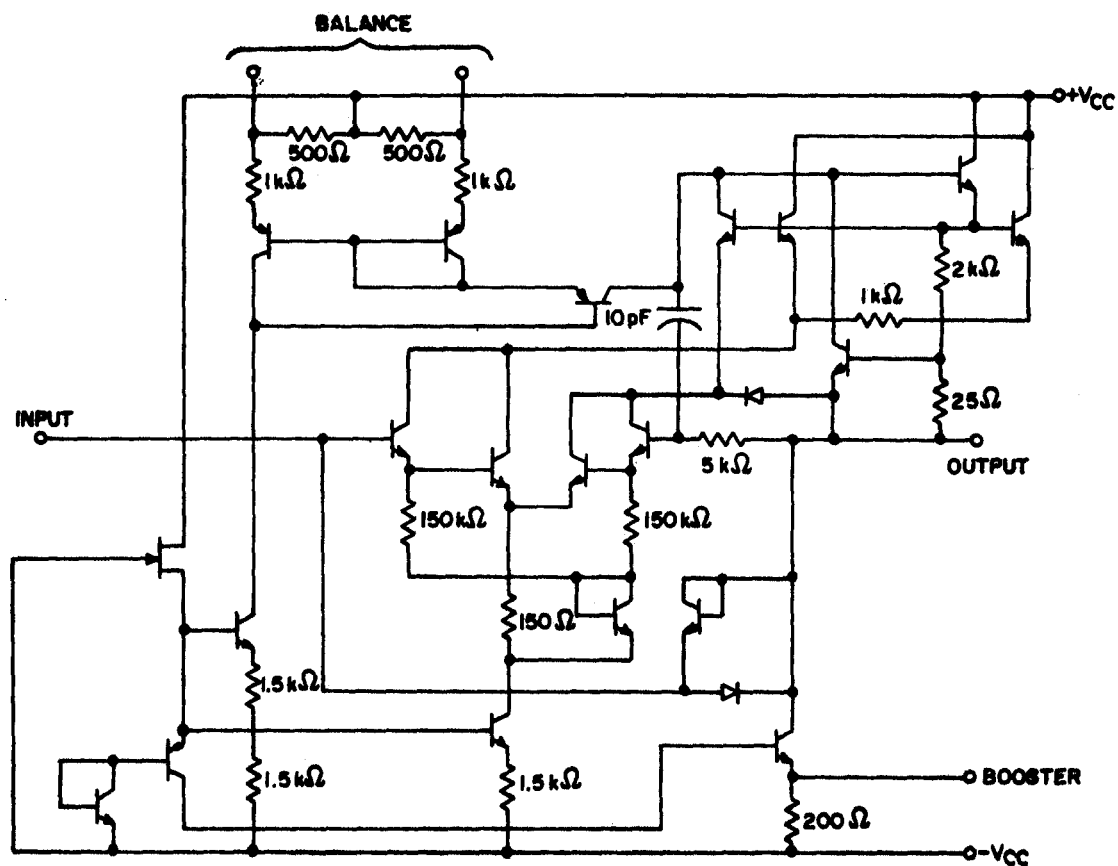 BALANCE
+VCC
500Ω 500Ω
1kΩ 1kΩ
2kΩ
1kΩ
10pF
25Ω
INPUT
5kΩ
OUTPUT
150kΩ 150kΩ
150Ω
1.5kΩ
1.5kΩ 1.5kΩ
BOOSTER
200Ω
-VCC